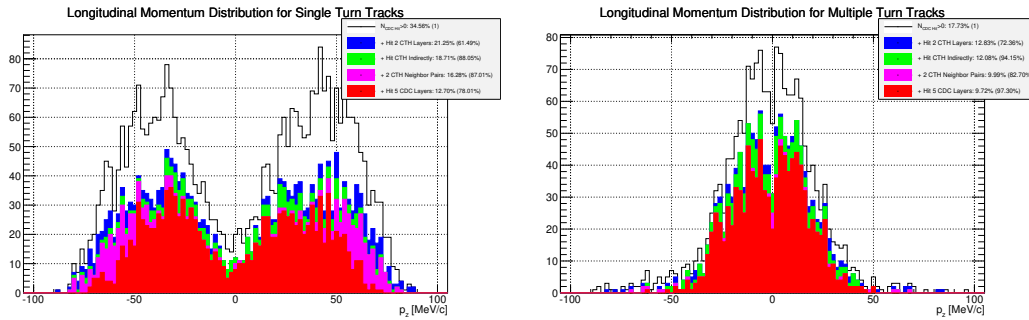 Longitudinal Momentum Distribution for Single Turn Tracks
N_CDC Hit>0: 34.56% (1)
+ Hit 2 CTH Layers: 21.25% (61.49%)
+ Hit CTH Indirectly: 18.71% (88.05%)
+ 2 CTH Neighbor Pairs: 16.28% (87.01%)
+ Hit 5 CDC Layers: 12.70% (78.01%)
80
70
60
50
40
30
20
10
0
-100 -50 0 50 100
p_z [MeV/c]
Longitudinal Momentum Distribution for Multiple Turn Tracks
N_CDC Hit>0: 17.73% (1)
+ Hit 2 CTH Layers: 12.83% (72.36%)
+ Hit CTH Indirectly: 12.08% (94.15%)
+ 2 CTH Neighbor Pairs: 9.99% (82.70%)
+ Hit 5 CDC Layers: 9.72% (97.30%)
80
70
60
50
40
30
20
10
0
-100 -50 0 50 100
p_z [MeV/c]